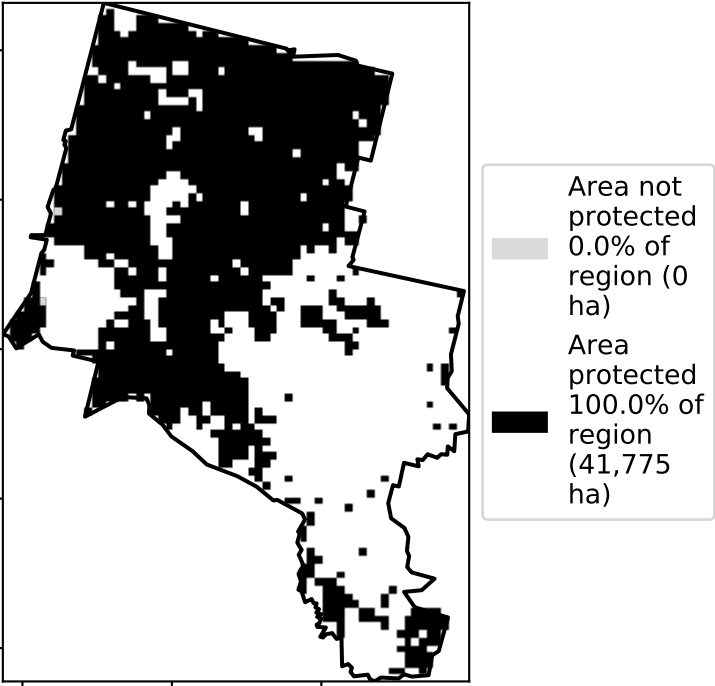 Area not
protected
0.0% of
region (0
ha)
Area
protected
100.0% of
region
(41,775
ha)